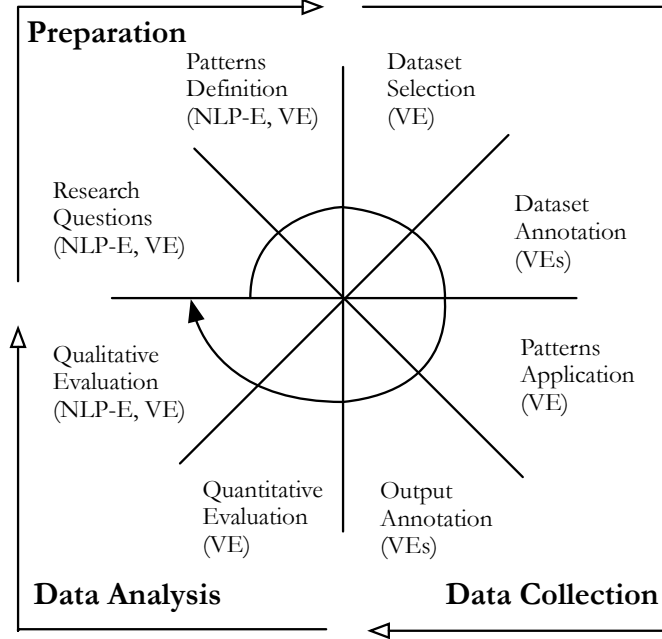 Preparation
Patterns
Definition
(NLP-E, VE)
Dataset
Selection
(VE)
Research
Questions
(NLP-E, VE)
Dataset
Annotation
(VEs)
Qualitative
Evaluation
(NLP-E, VE)
Patterns
Application
(VE)
Quantitative
Evaluation
(VE)
Output
Annotation
(VEs)
Data Analysis
Data Collection